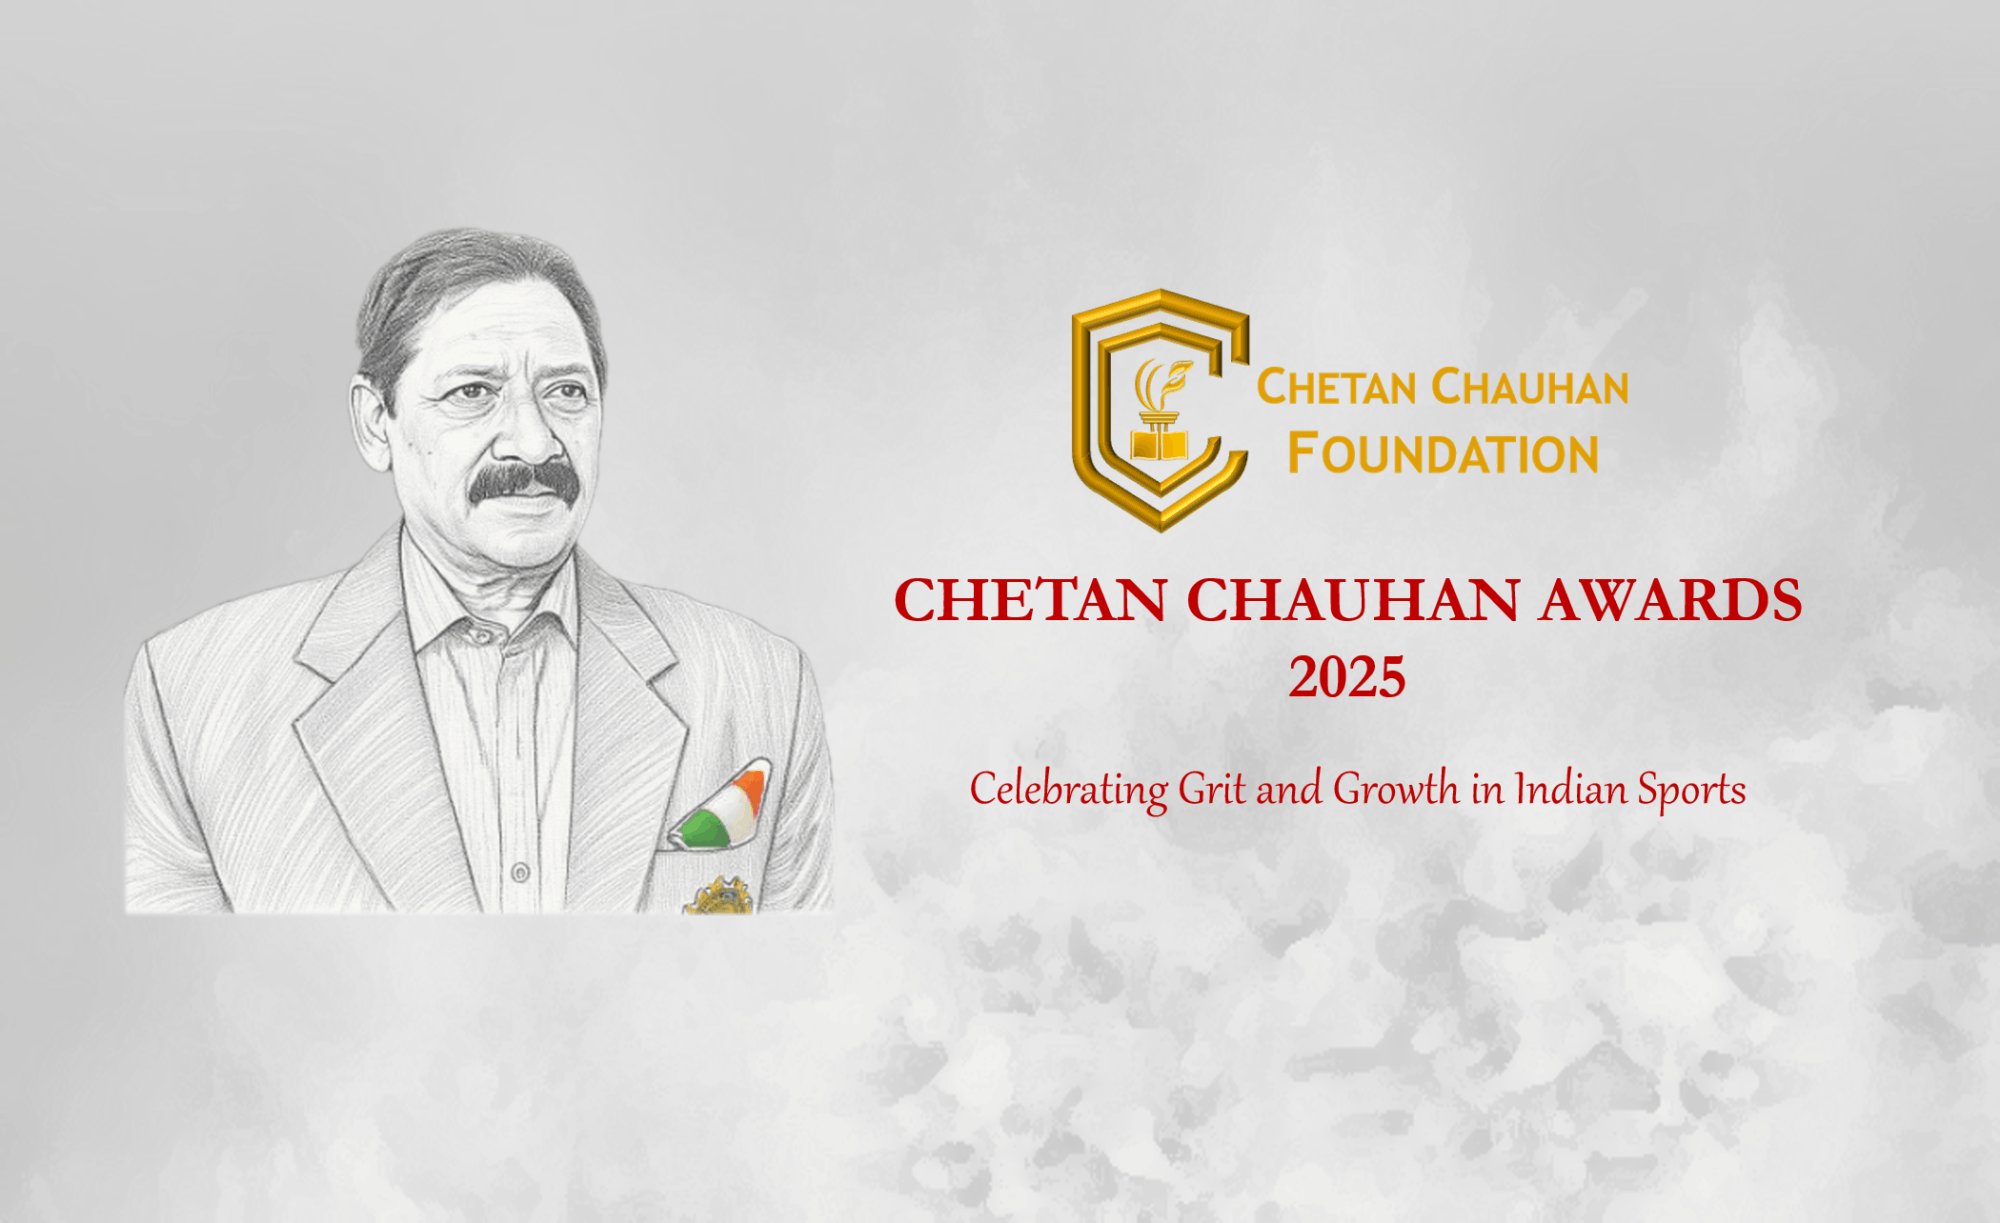 CHETAN CHAUHAN
FOUNDATION
CHETAN CHAUHAN AWARDS
2025
Celebrating Grit and Growth in Indian Sports